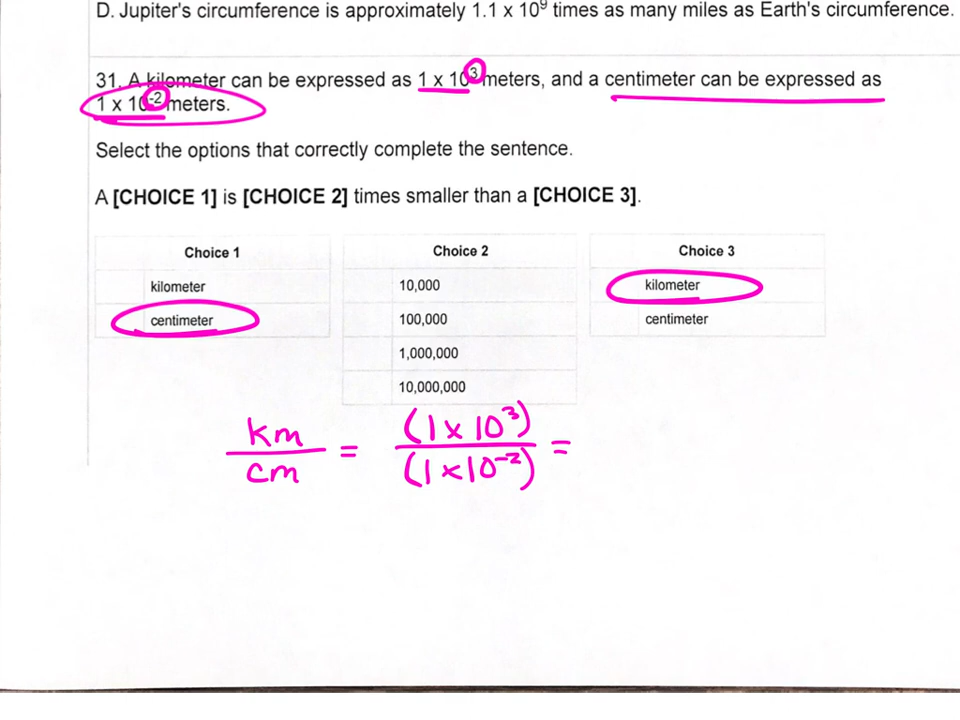 D. Jupiter's circumference is approximately 1.1 x 10⁹ times as many miles as Earth's circumference.
31. A kilometer can be expressed as 1 x 10³ meters, and a centimeter can be expressed as
1 x 10⁻² meters.
Select the options that correctly complete the sentence.
A [CHOICE 1] is [CHOICE 2] times smaller than a [CHOICE 3].
Choice 1 Choice 2 Choice 3
kilometer 10,000 kilometer
centimeter 100,000 centimeter
1,000,000
10,000,000
km/cm = (1 x 10³)/(1 x 10⁻²) =